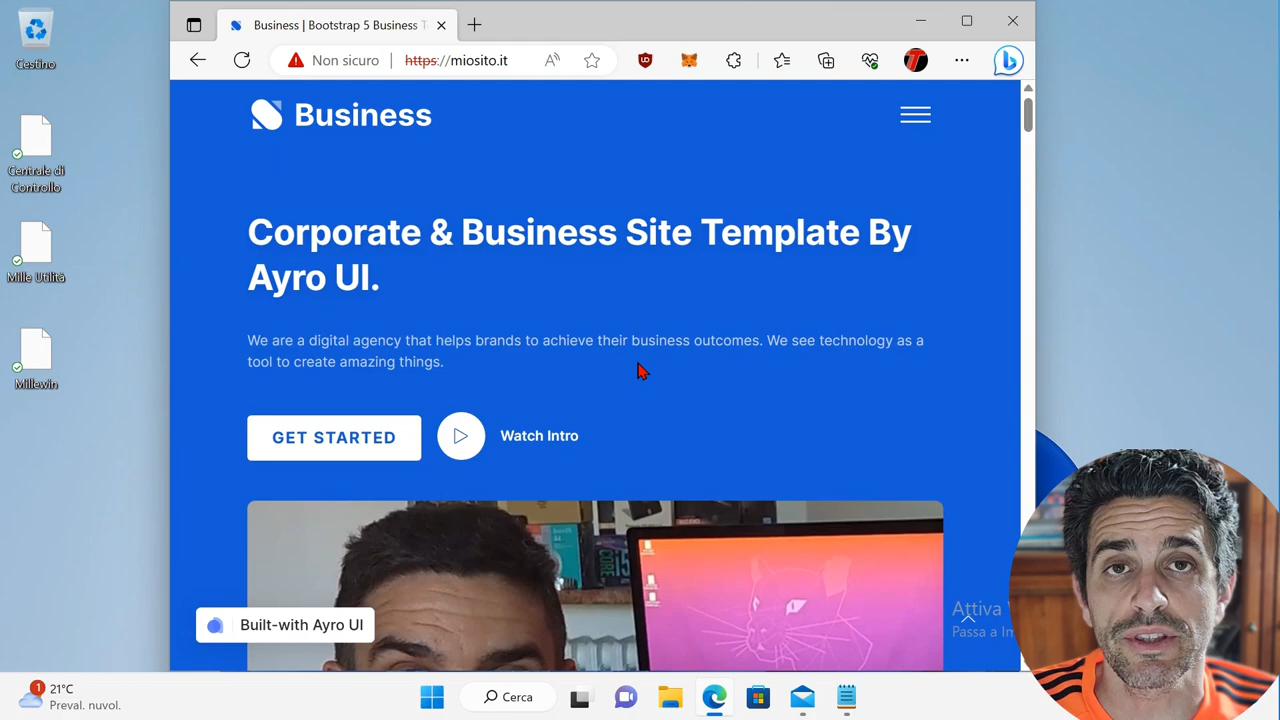 Cestino
Centrale di
Controllo
Mille Utilità
Millewin
Business | Bootstrap 5 Business T
Non sicuro
https://miosito.it
Business
Corporate & Business Site Template By
Ayro UI.
We are a digital agency that helps brands to achieve their business outcomes. We see technology as a
tool to create amazing things.
GET STARTED
Watch Intro
Built-with Ayro UI
Attiva
Passa a Im
1
21°C
Preval. nuvol.
Cerca